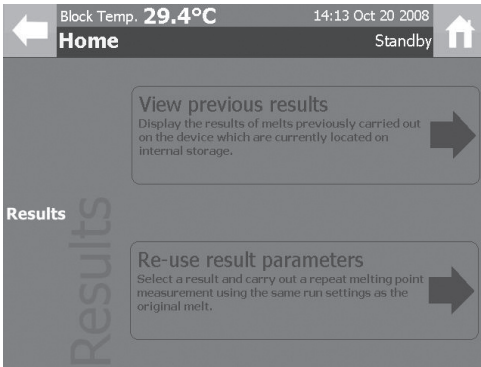 Block Temp. 29.4°C 14:13 Oct 20 2008
Home Standby
View previous results
Display the results of melts previously carried out
on the device which are currently located on
internal storage.
Results
Results
Re-use result parameters
Select a result and carry out a repeat melting point
measurement using the same run settings as the
original melt.